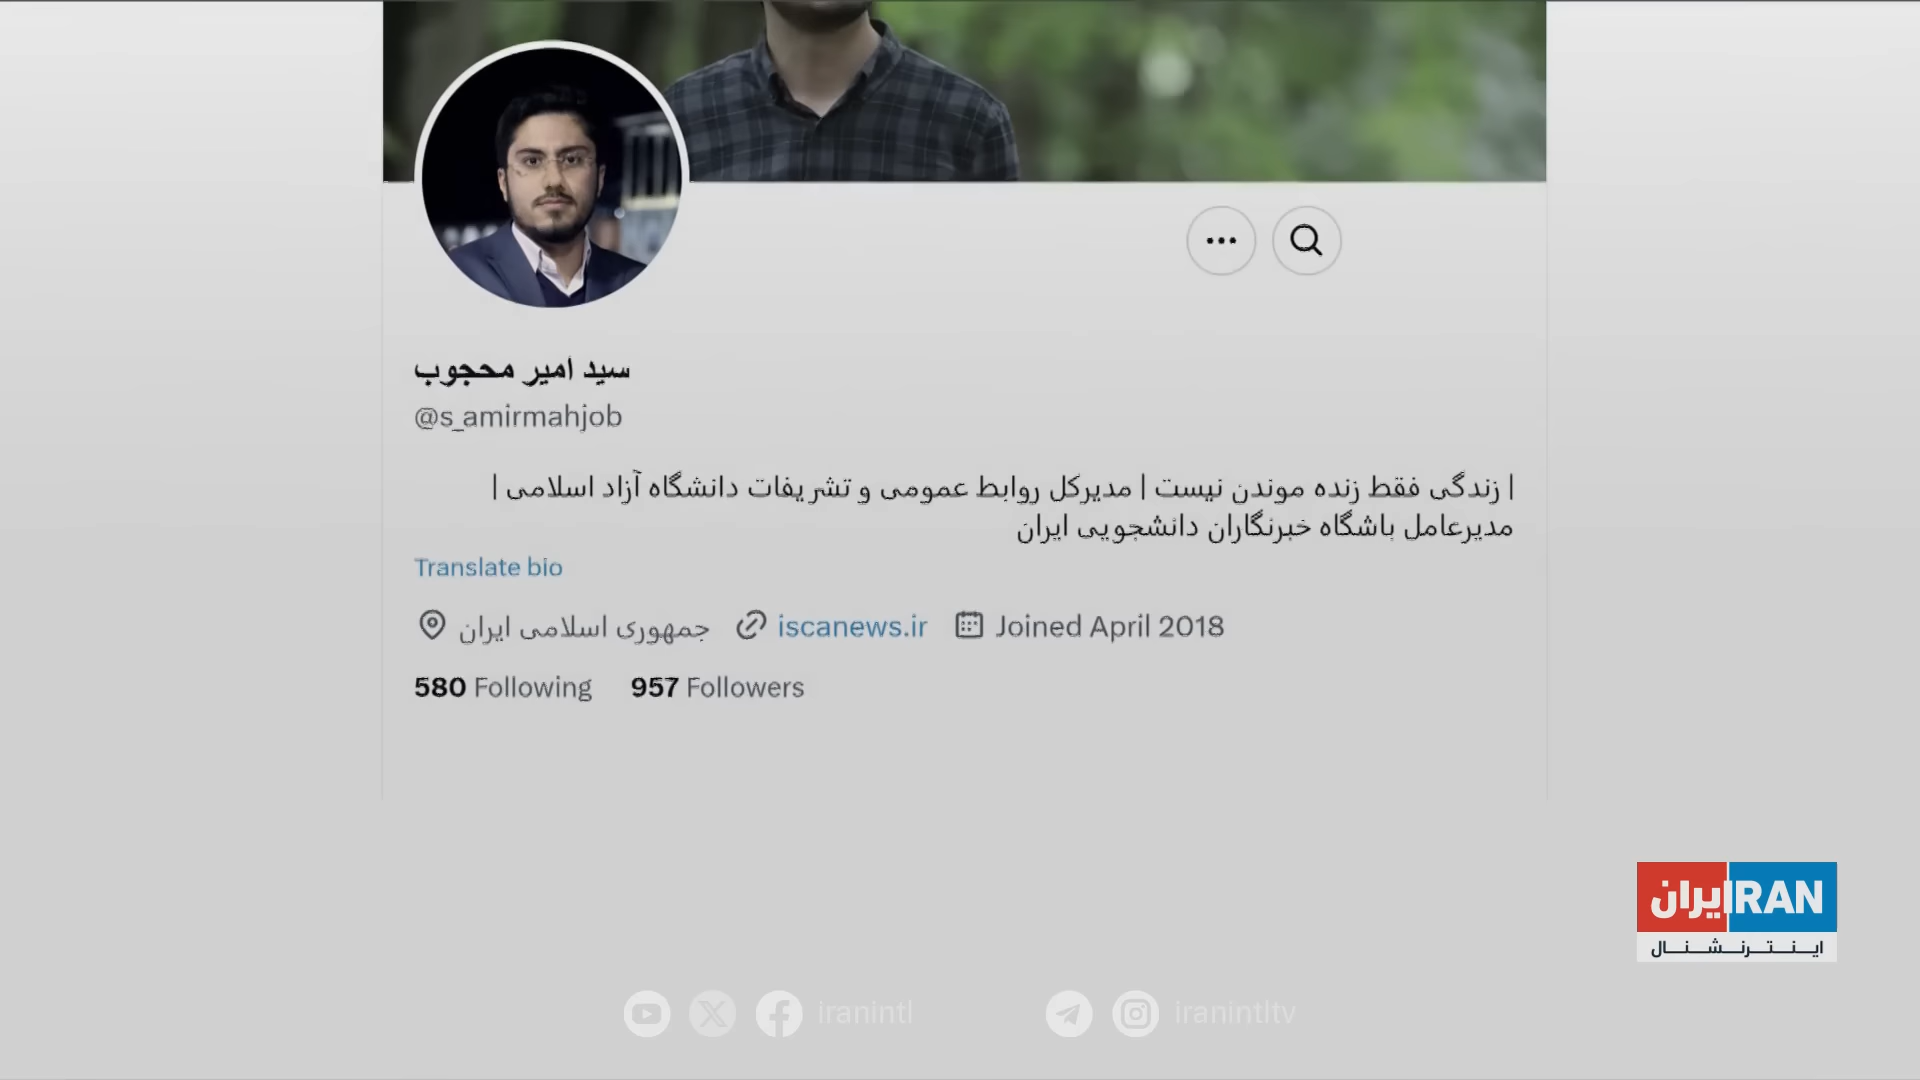 سید امیر محجوب
@s_amirmahjob
| زندگی فقط زنده موندن نیست | مدیرکل روابط عمومی و تشریفات دانشگاه آزاد اسلامی |
مدیرعامل باشگاه خبرنگاران دانشجویی ایران
Translate bio
جمهوری اسلامی ایران iscanews.ir Joined April 2018
580 Following 957 Followers
ایران IRAN
اینترنشنال
iranintl iranintltv